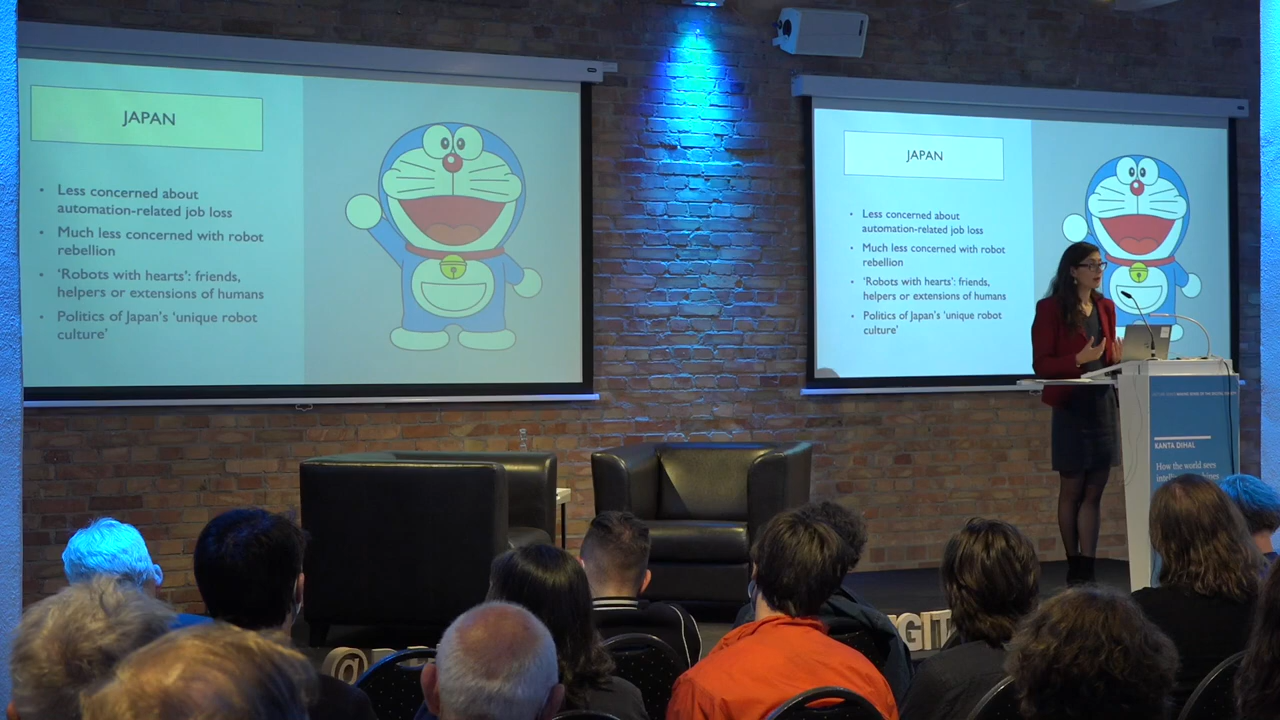 JAPAN
• Less concerned about
automation-related job loss
• Much less concerned with robot
rebellion
• ‘Robots with hearts’: friends,
helpers or extensions of humans
• Politics of Japan’s ‘unique robot
culture’
JAPAN
• Less concerned about
automation-related job loss
• Much less concerned with robot
rebellion
• ‘Robots with hearts’: friends,
helpers or extensions of humans
• Politics of Japan’s ‘unique robot
culture’
KANTA DIHAL
How the world sees
@
GIT